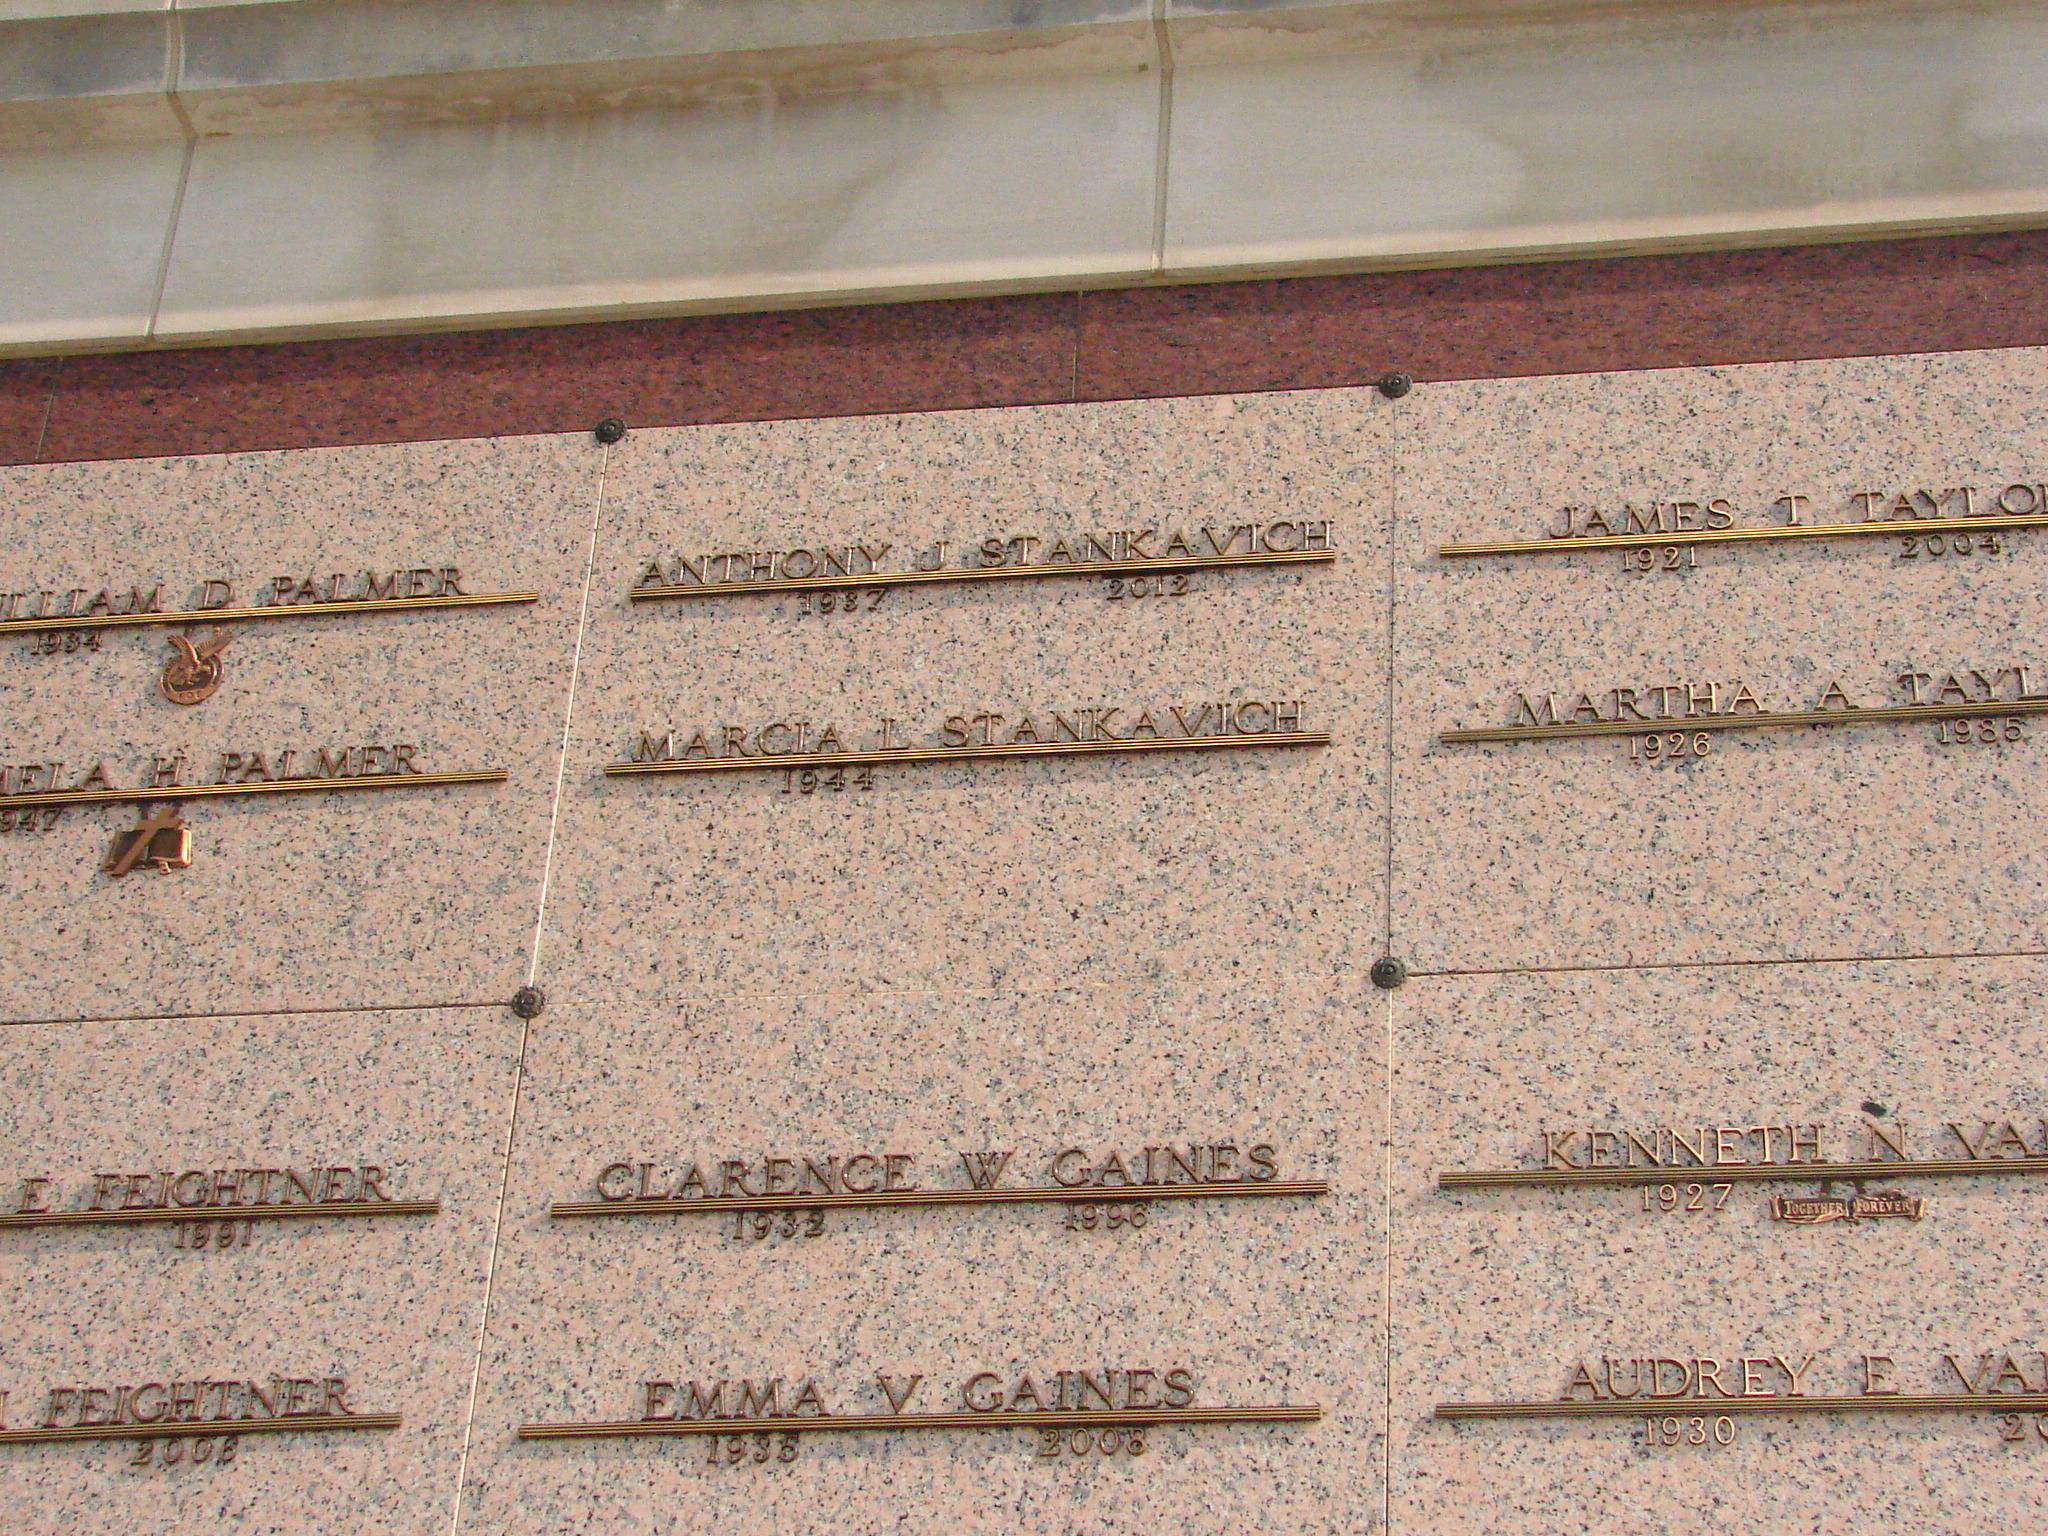 D PALMER
1934
H PALMER
ANTHONY J STANKAVICH
1937 2012
MARCIA L STANKAVICH
1944
JAMES T TAYLOR
1921 2004
MARTHA A
1926 1985
E FEIGHTNER
1991
FEIGHTNER
CLARENCE W GAINES
1932 1996
EMMA V GAINES
2008
KENNETH N
1927
TOGETHER FOREVER
AUDREY E
1930